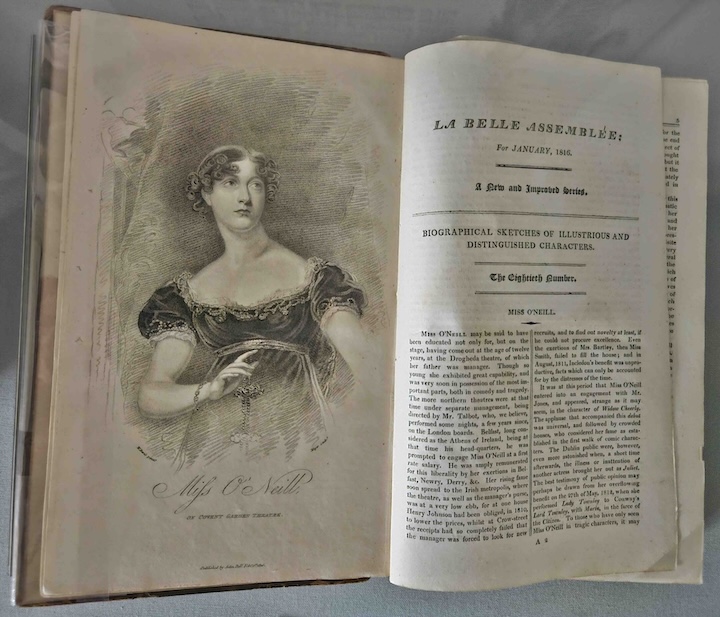 Miſs O'Neill
OF COVENT GARDEN THEATRE.
LA BELLE ASSEMBLÉE;
For JANUARY, 1816.
A New and Improved Series.
BIOGRAPHICAL SKETCHES OF ILLUSTRIOUS AND
DISTINGUISHED CHARACTERS.
The Eightieth Number.
MISS O'NEILL.
MISS O'NEILL may be said to have
been educated not only for, but on the
stage, having come out at the age of twelve
years, at the Drogheda theatre, of which
her father was manager. Though so
young she exhibited great capability, and
was very soon in possession of the most im-
portant parts, both in comedy and tragedy.
The more northern theatres were at that
time under separate management, being
directed by Mr. Talbot, who, we believe,
performed some nights, a few years since,
on the London boards. Belfast, long con-
sidered as the Athens of Ireland, being at
that time his head-quarters, he was
prompted to engage Miss O'Neill at a first
rate salary. He was amply remunerated
for this liberality by her exertions in Bel-
fast, Newry, Derry, &c. Her rising fame
soon spread to the Irish metropolis, where
the theatre, as well as the manager's purse,
was at a very low ebb, for at one house
Henry Johnson had been obliged, in
to lower the prices, whilst at Crow-street
the receipts had so completely failed that
the manager was forced to look for new
recruits, and to find out novelty at least, if
he could not procure excellence. Even
the exertions of Mrs. Bartley, then Miss
Smith, failed to fill the house; and in
August, 1811, Incledon's benefit was unpro-
ductive, facts which can only be accounted
for by the distresses of the time.
It was at this period that Miss O'Neill
entered into an engagement with Mr.
Jones, and appeared, strange as it may
seem, in the character of Widow Cheerly.
The applause that accompanied this debut
was universal, and followed by crowded
houses, who considered her fame as estab-
lished in the first walk of comic charac-
ters. The Dublin public were, however,
even more astonished when, a short time
afterwards, the illness or inattention of
another actress brought her out as Juliet.
The best testimony of public opinion may
perhaps be drawn from her overflowing
benefit on the 27th of May, 1812, when she
performed Lady Townley to Conway's
Lord Townley, with Maria, in the farce of
the Citizen. To those who have only seen
Miss O'Neill in tragic characters, it may
A 2